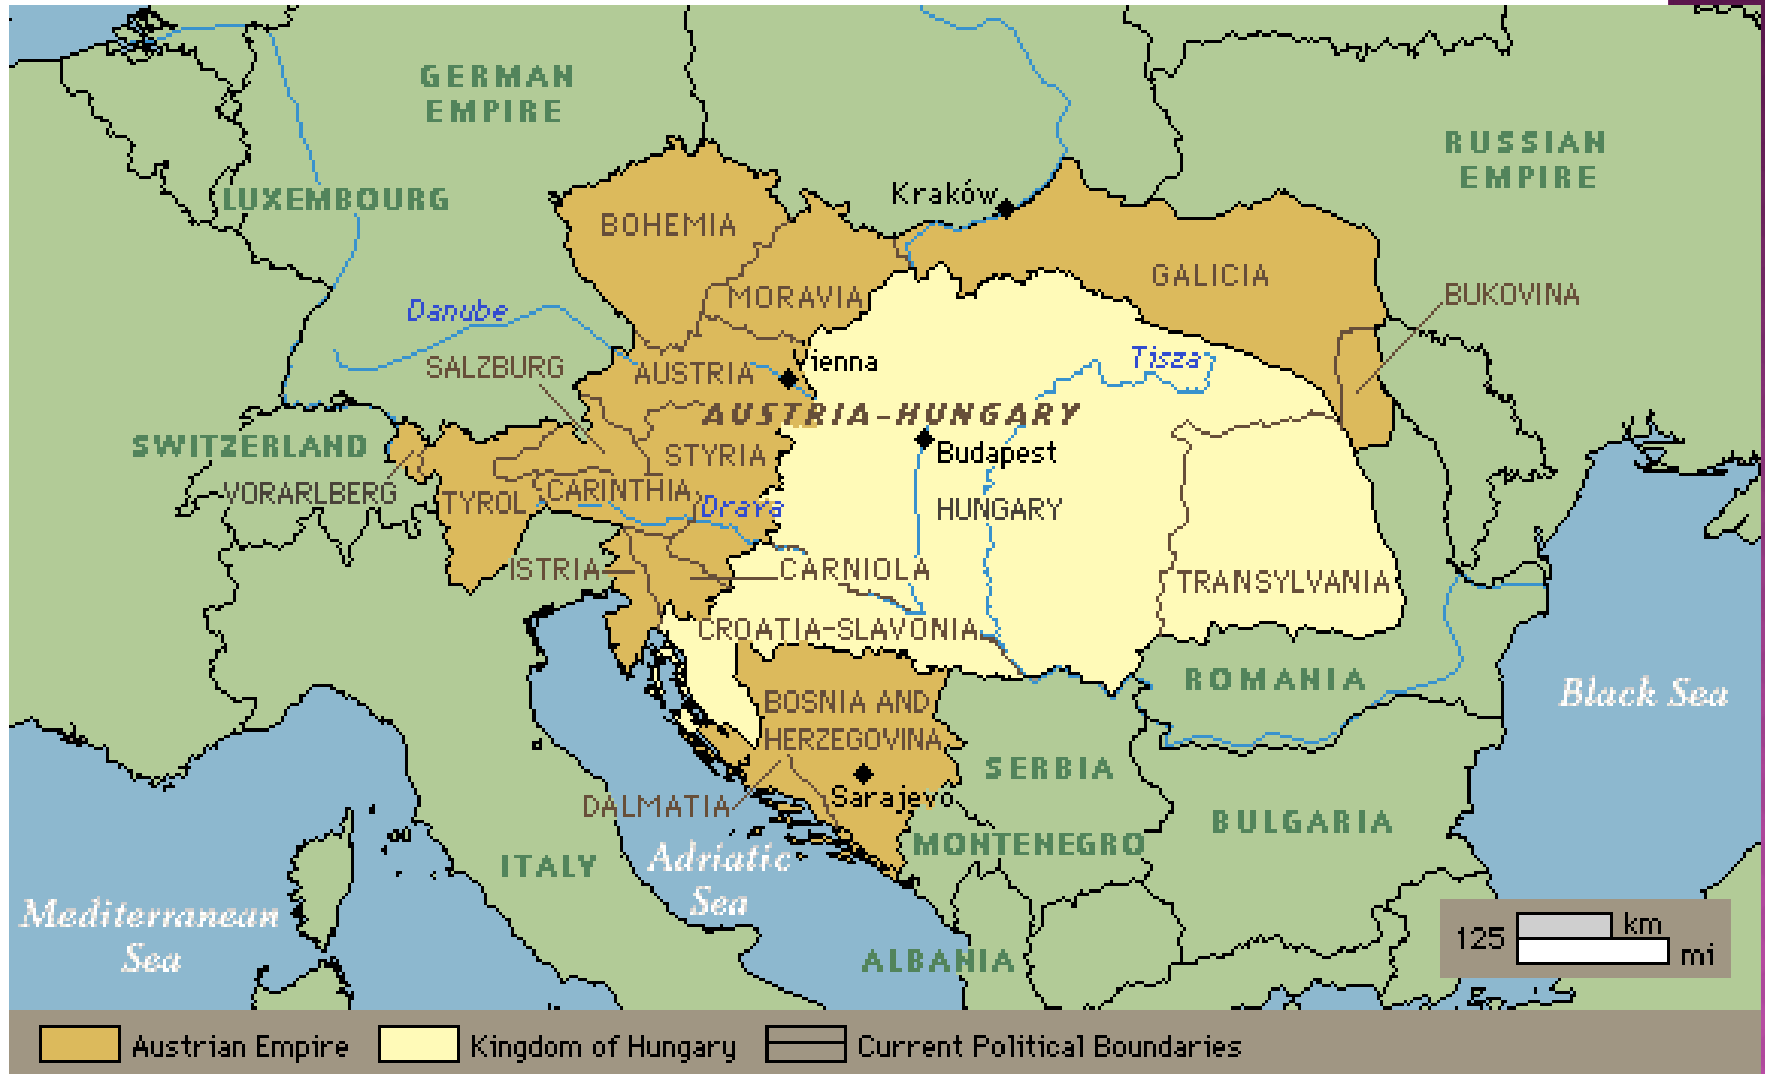 GERMAN
EMPIRE
RUSSIAN
EMPIRE
LUXEMBOURG
Kraków
BOHEMIA
GALICIA
MORAVIA
BUKOVINA
Danube
SALZBURG
AUSTRIA
Vienna
Tisza
AUSTRIA-HUNGARY
SWITZERLAND
STYRIA
Budapest
VORARLBERG
TYROL
CARINTHIA
Drava
HUNGARY
ISTRIA
CARNIOLA
TRANSYLVANIA
CROATIA-SLAVONIA
ROMANIA
Black Sea
BOSNIA AND
HERZEGOVINA
SERBIA
DALMATIA
Sarajevo
BULGARIA
MONTENEGRO
ITALY
Adriatic
Sea
Mediterranean
Sea
ALBANIA
125
km
mi
Austrian Empire
Kingdom of Hungary
Current Political Boundaries